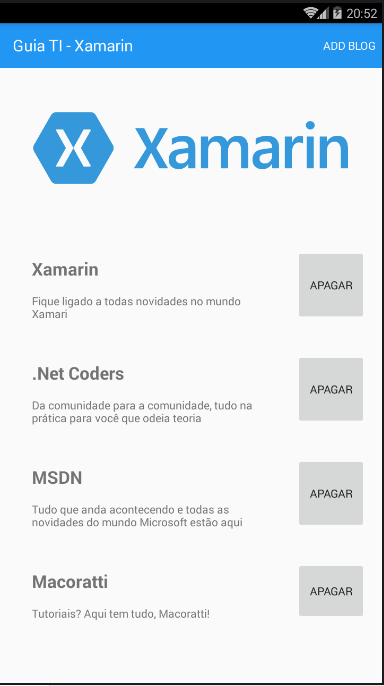 20:52
Guia TI - Xamarin
ADD BLOG
Xamarin
Xamarin
Fique ligado a todas novidades no mundo
Xamari
APAGAR
.Net Coders
Da comunidade para a comunidade, tudo na
prática para você que odeia teoria
APAGAR
MSDN
Tudo que anda acontecendo e todas as
novidades do mundo Microsoft estão aqui
APAGAR
Macoratti
Tutoriais? Aqui tem tudo, Macoratti!
APAGAR